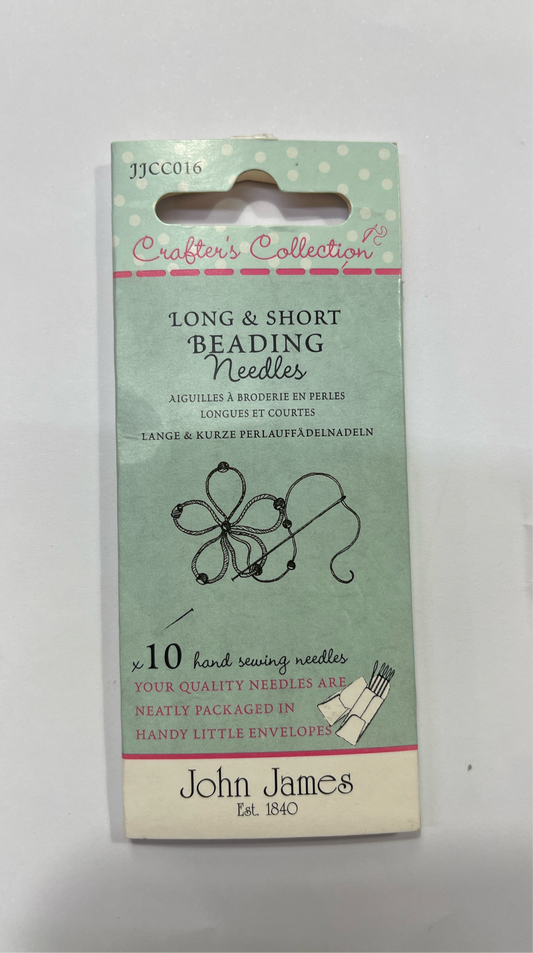 JJCC016
Crafter's Collection
LONG & SHORT
BEADING
Needles
AIGUILLES À BRODERIE EN PERLES
LONGUES ET COURTES
LANGE & KURZE PERLAUFFÄDELNADELN
x10 hand sewing needles
YOUR QUALITY NEEDLES ARE
NEATLY PACKAGED IN
HANDY LITTLE ENVELOPES
John James
Est. 1840